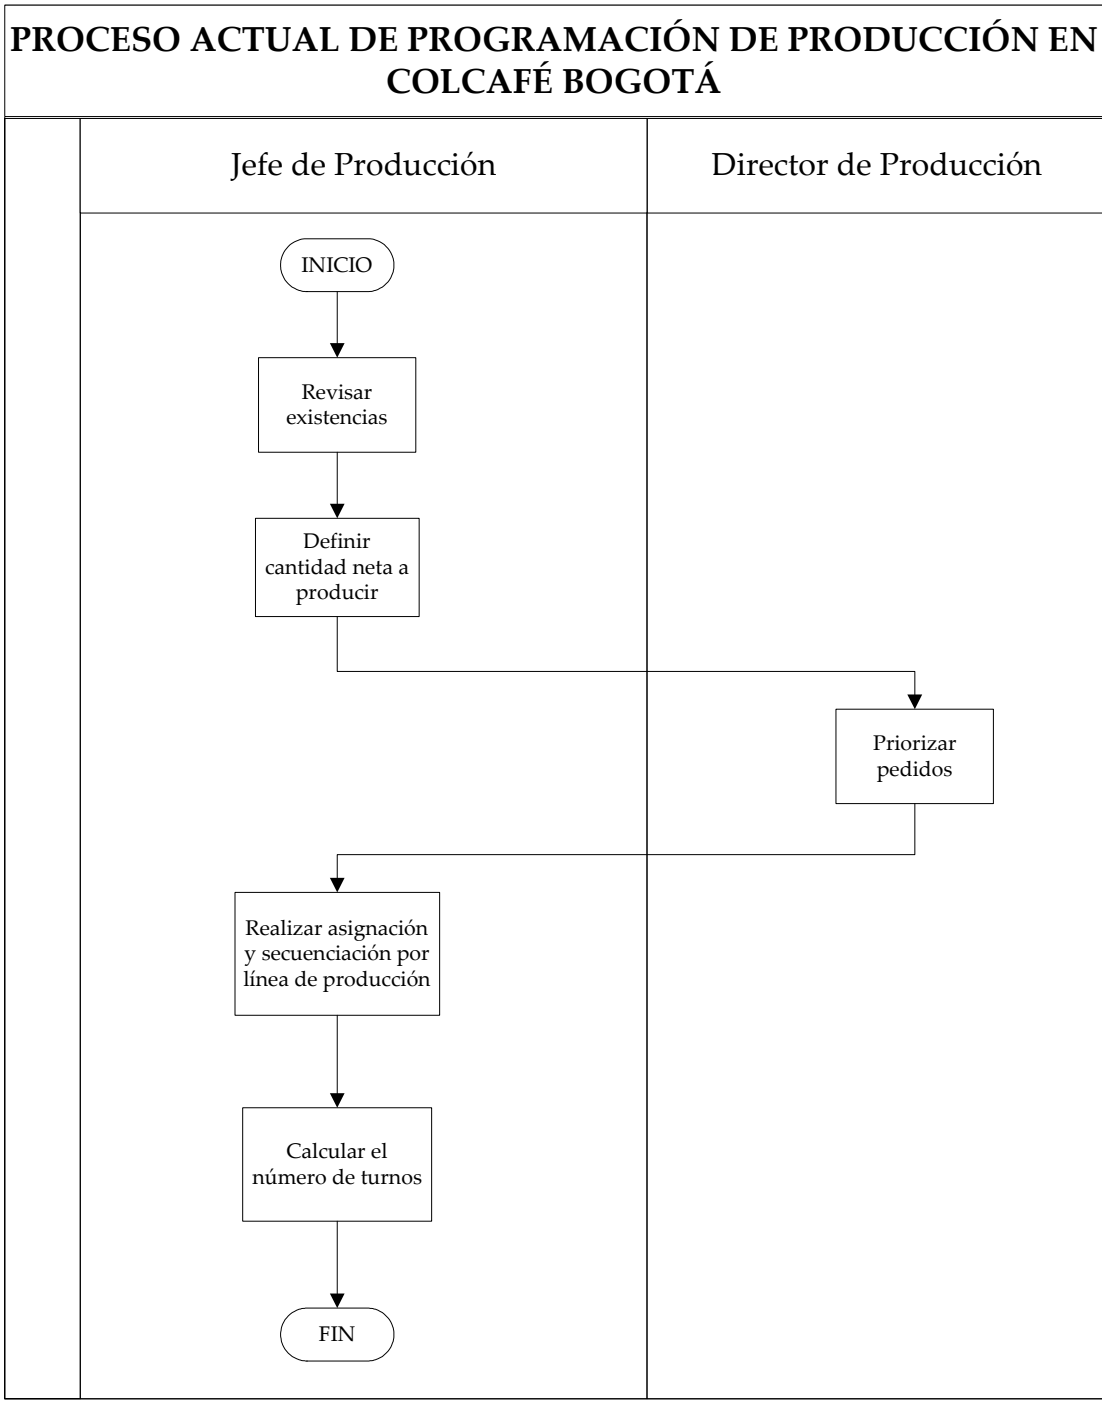 PROCESO ACTUAL DE PROGRAMACIÓN DE PRODUCCIÓN EN
COLCAFÉ BOGOTÁ
Jefe de Producción
Director de Producción
INICIO
Revisar
existencias
Definir
cantidad neta a
producir
Priorizar
pedidos
Realizar asignación
y secuenciación por
línea de producción
Calcular el
número de turnos
FIN